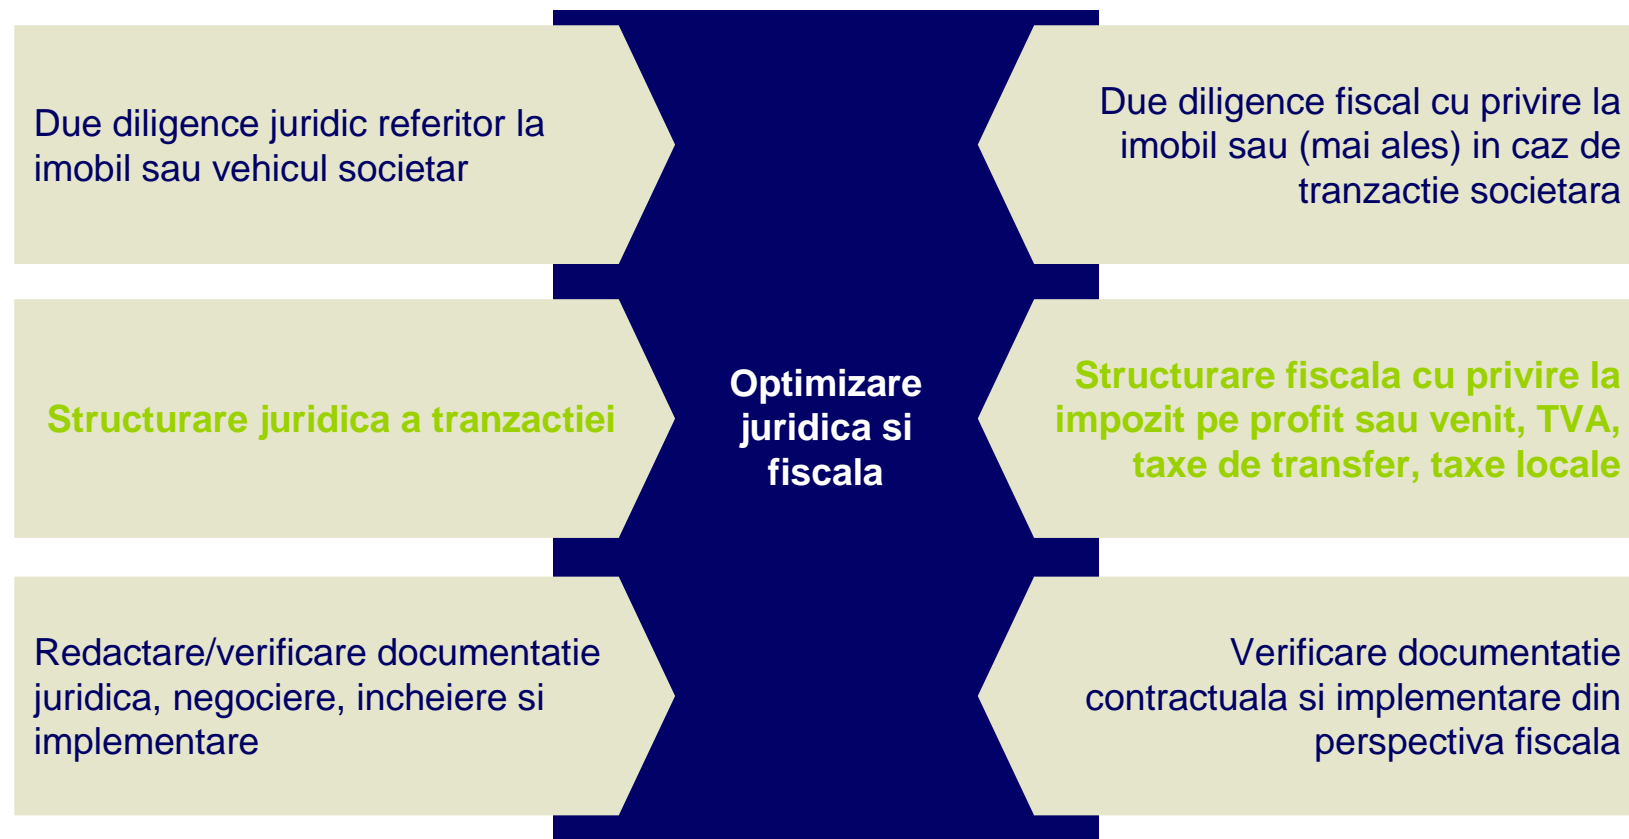 Due diligence juridic referitor la
imobil sau vehicul societar
Due diligence fiscal cu privire la
imobil sau (mai ales) in caz de
tranzactie societara
Structurare juridica a tranzactiei
Optimizare
juridica si
fiscala
Structurare fiscala cu privire la
impozit pe profit sau venit, TVA,
taxe de transfer, taxe locale
Redactare/verificare documentatie
juridica, negociere, incheiere si
implementare
Verificare documentatie
contractuala si implementare din
perspectiva fiscala